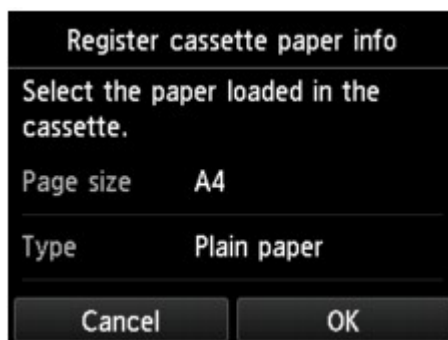 Register cassette paper info
Select the paper loaded in the
cassette.
Page size A4
Type Plain paper
Cancel OK